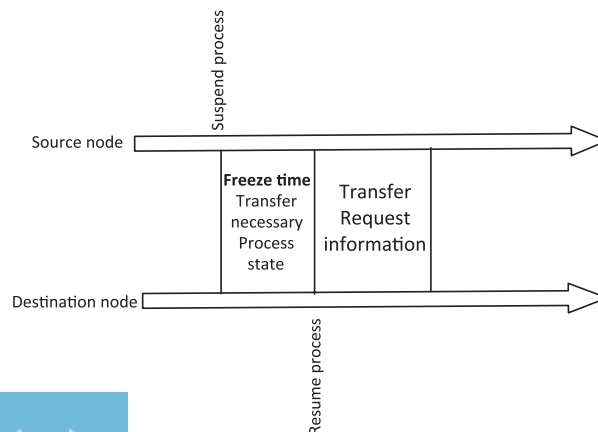 Suspend process
Source node
Freeze time
Transfer
necessary
Process
state
Transfer
Request
information
Destination node
Resume process